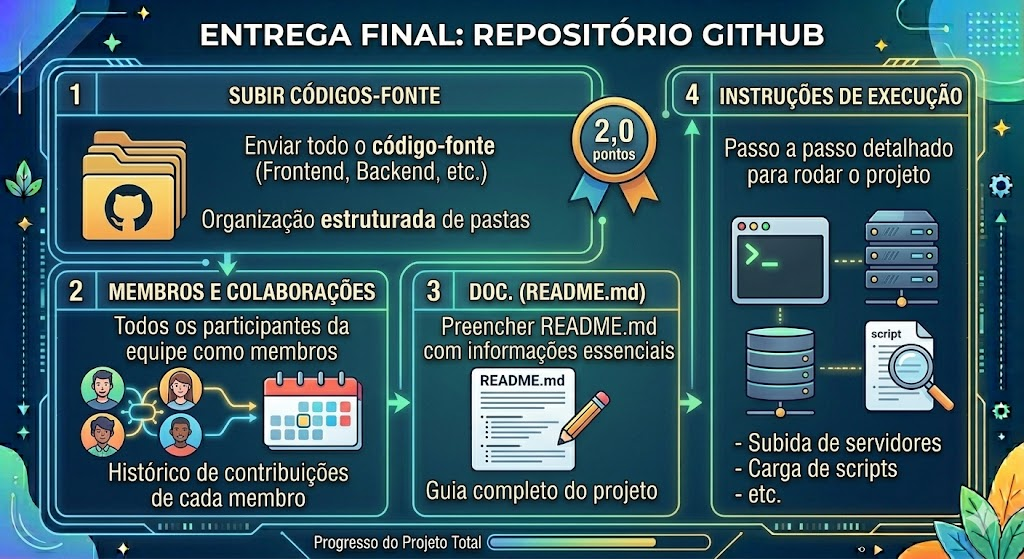 ENTREGA FINAL: REPOSITÓRIO GITHUB
1
SUBIR CÓDIGOS-FONTE
Enviar todo o código-fonte
(Frontend, Backend, etc.)
Organização estruturada de pastas
2,0
pontos
2
MEMBROS E COLABORAÇÕES
Todos os participantes da
equipe como membros
Histórico de contribuições
de cada membro
3
DOC. (README.md)
Preencher README.md
com informações essenciais
README.md
Guia completo do projeto
4
INSTRUÇÕES DE EXECUÇÃO
Passo a passo detalhado
para rodar o projeto
>_
script
- Subida de servidores
- Carga de scripts
- etc.
Progresso do Projeto Total